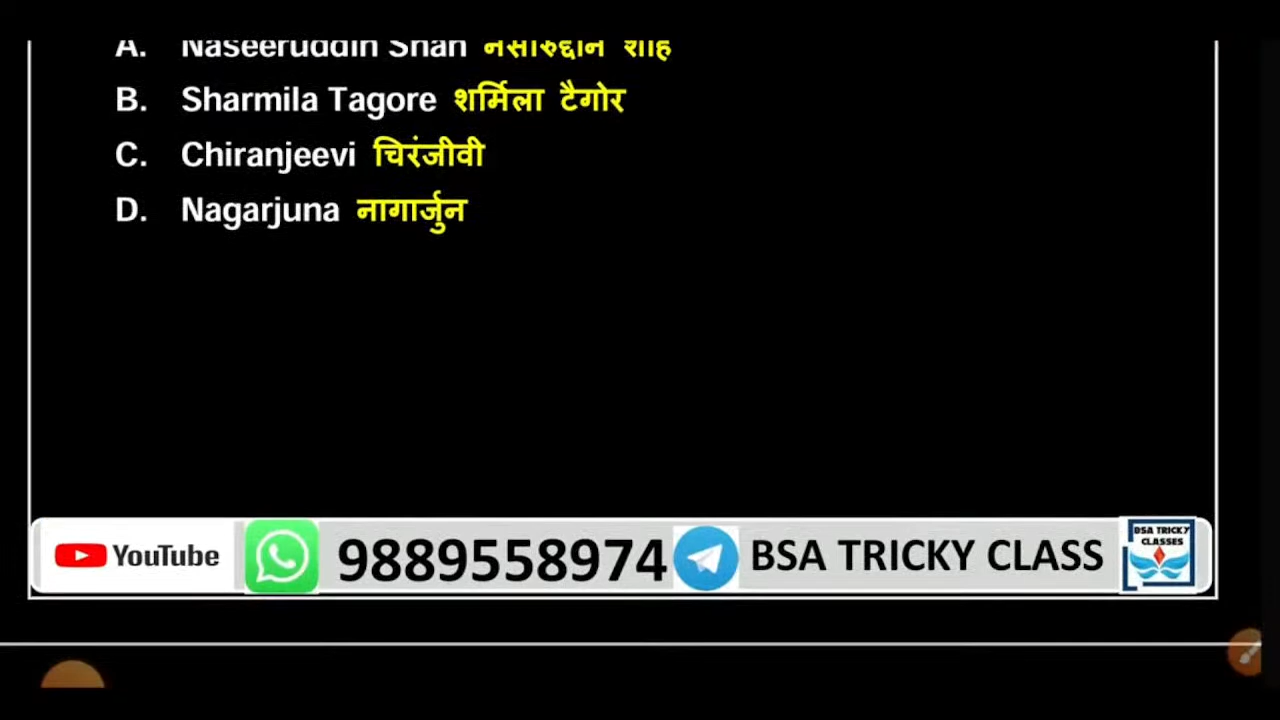 A. Naseeruddin Shah नसीरुद्दीन शाह
B. Sharmila Tagore शर्मिला टैगोर
C. Chiranjeevi चिरंजीवी
D. Nagarjuna नागार्जुन
YouTube 9889558974 BSA TRICKY CLASS
BSA TRICKY
CLASSES